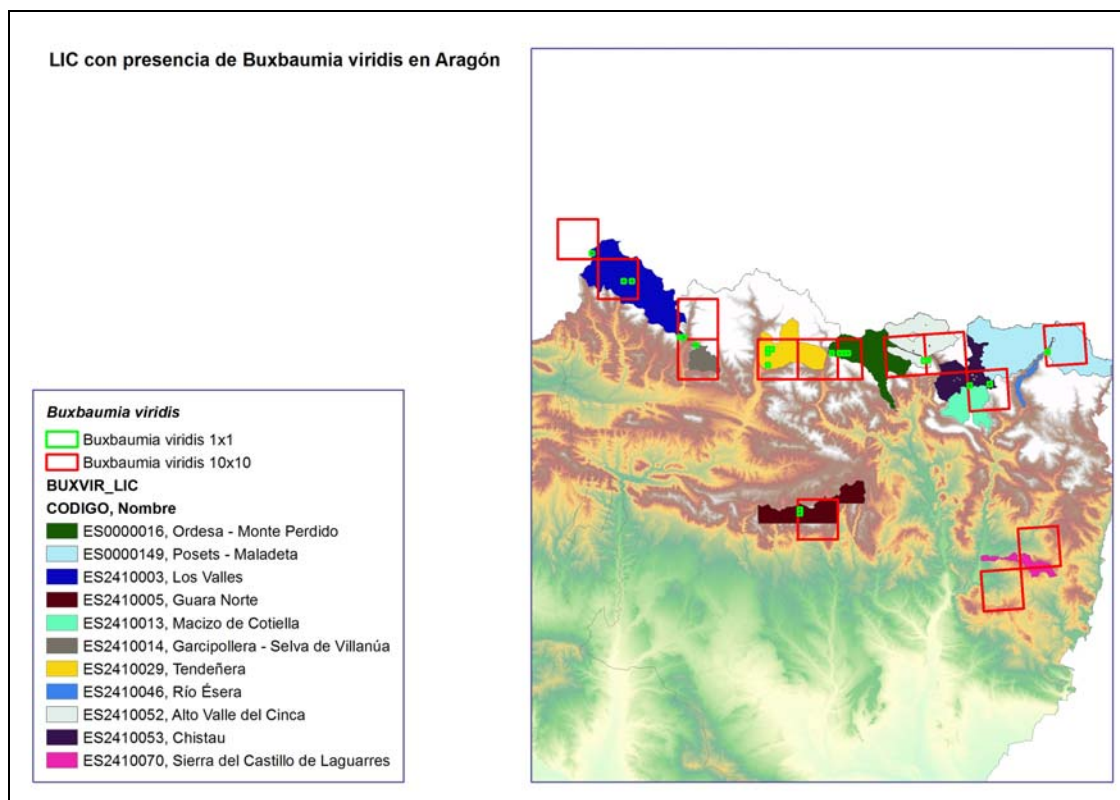 LIC con presencia de Buxbaumia viridis en Aragón
Buxbaumia viridis
Buxbaumia viridis 1x1
Buxbaumia viridis 10x10
BUXVIR_LIC
CODIGO, Nombre
ES0000016, Ordesa - Monte Perdido
ES0000149, Posets - Maladeta
ES2410003, Los Valles
ES2410005, Guara Norte
ES2410013, Macizo de Cotiella
ES2410014, Garcipollera - Selva de Villanúa
ES2410029, Tendeñera
ES2410046, Río Ésera
ES2410052, Alto Valle del Cinca
ES2410053, Chistau
ES2410070, Sierra del Castillo de Laguarres